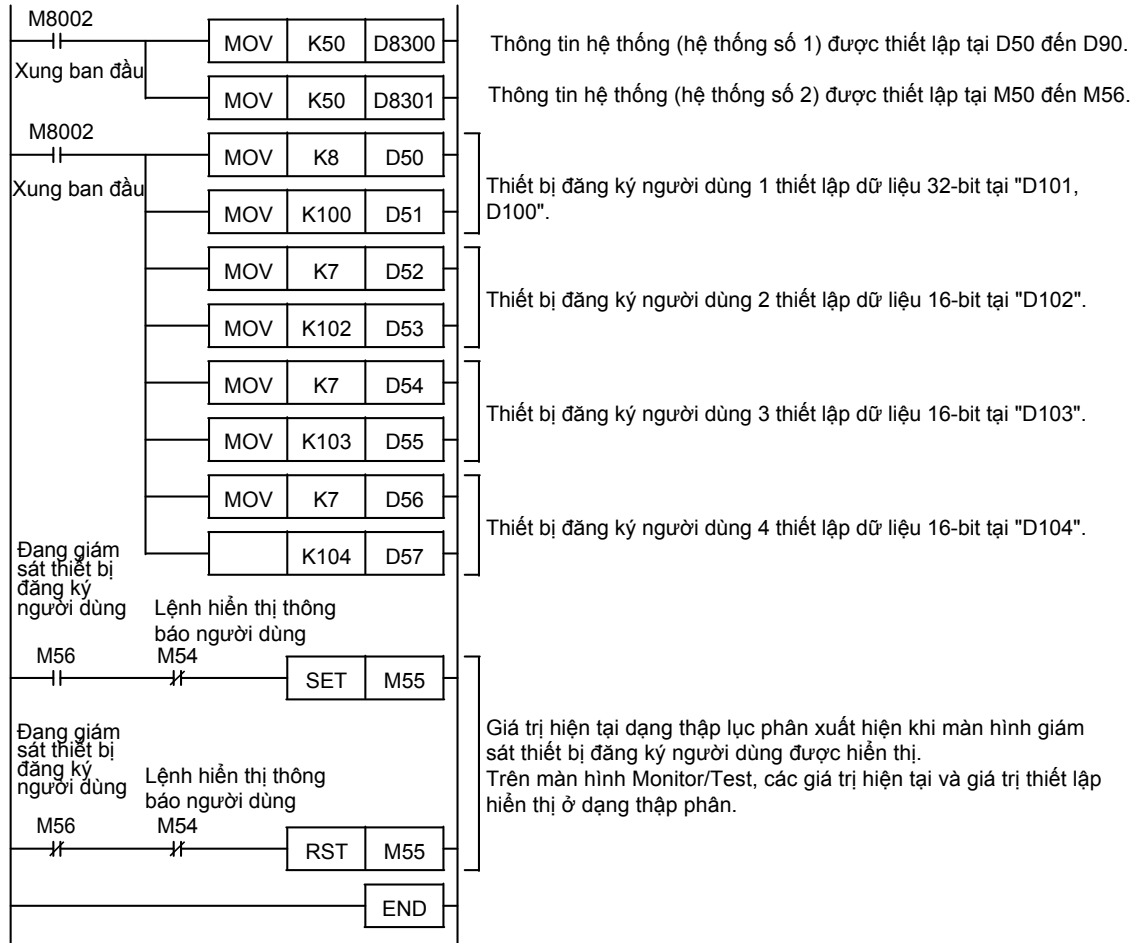 M8002
MOV K50 D8300
Thông tin hệ thống (hệ thống số 1) được thiết lập tại D50 đến D90.
Xung ban đầu
MOV K50 D8301
Thông tin hệ thống (hệ thống số 2) được thiết lập tại M50 đến M56.
M8002
MOV K8 D50
Xung ban đầu
Thiết bị đăng ký người dùng 1 thiết lập dữ liệu 32-bit tại "D101,
D100".
MOV K100 D51
MOV K7 D52
Thiết bị đăng ký người dùng 2 thiết lập dữ liệu 16-bit tại "D102".
MOV K102 D53
MOV K7 D54
Thiết bị đăng ký người dùng 3 thiết lập dữ liệu 16-bit tại "D103".
MOV K103 D55
MOV K7 D56
Thiết bị đăng ký người dùng 4 thiết lập dữ liệu 16-bit tại "D104".
K104 D57
Đang giám
sát thiết bị
đăng ký
người dùng
Lệnh hiển thị thông
báo người dùng
M56 M54
SET M55
Giá trị hiện tại dạng thập lục phân xuất hiện khi màn hình giám
sát thiết bị đăng ký người dùng được hiển thị.
Trên màn hình Monitor/Test, các giá trị hiện tại và giá trị thiết lập
hiển thị ở dạng thập phân.
Đang giám
sát thiết bị
đăng ký
người dùng
Lệnh hiển thị thông
báo người dùng
M56 M54
RST M55
END